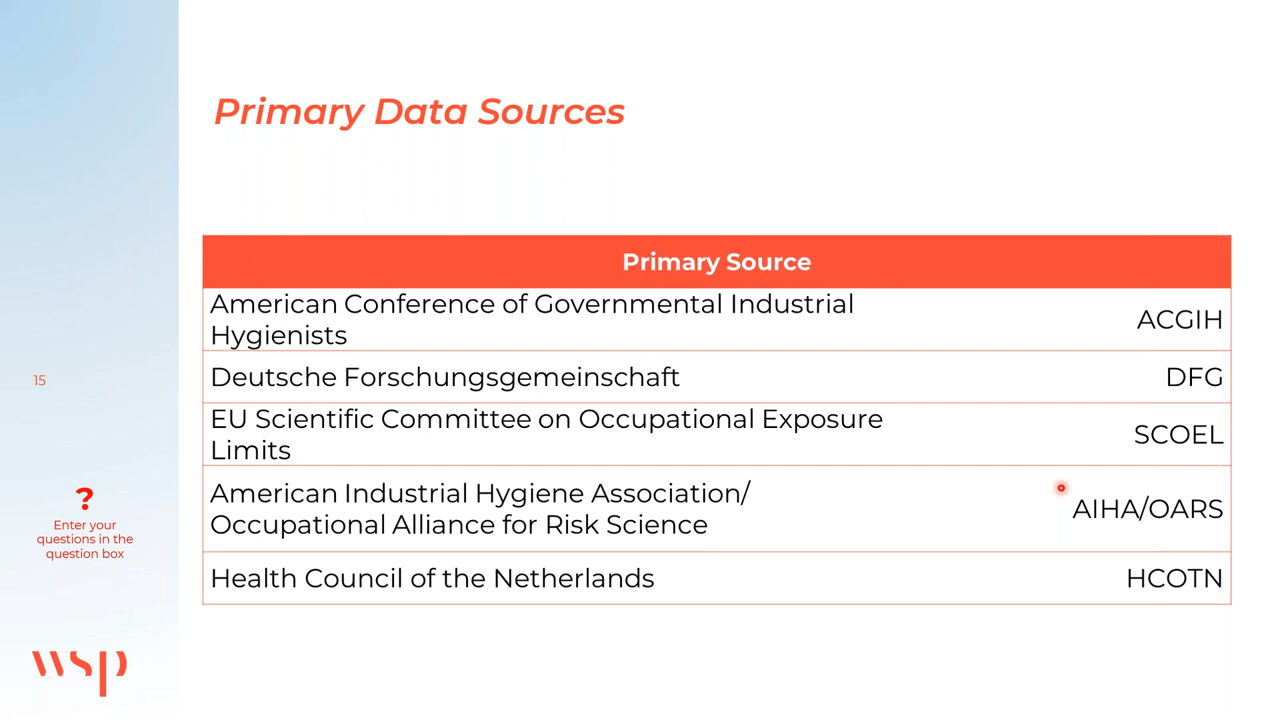 Primary Data Sources
Primary Source
American Conference of Governmental Industrial
Hygienists
ACGIH
Deutsche Forschungsgemeinschaft
DFG
EU Scientific Committee on Occupational Exposure
Limits
SCOEL
American Industrial Hygiene Association/
Occupational Alliance for Risk Science
AIHA/OARS
Health Council of the Netherlands
HCOTN
15
?
Enter your
questions in the
question box
wsp